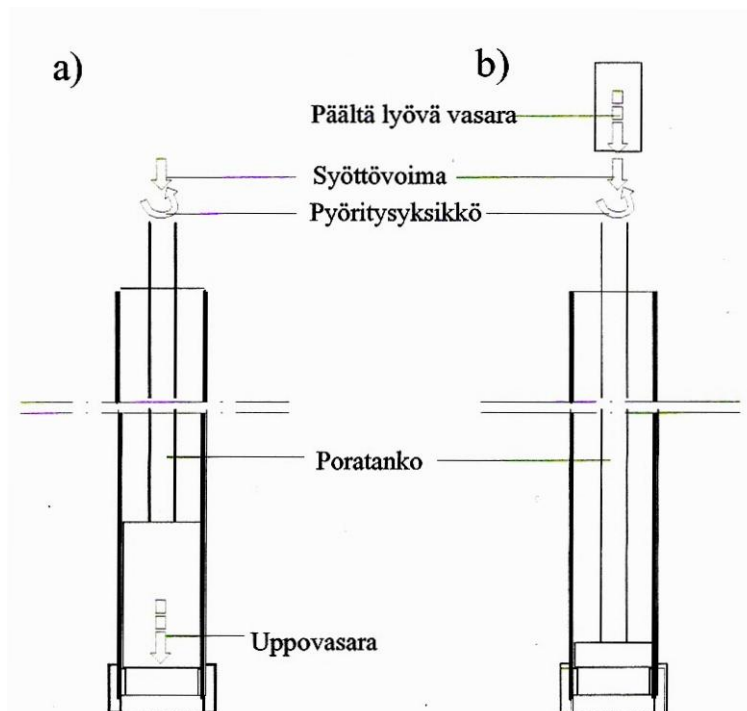 a)
b)
Päältä lyövä vasara
Syöttövoima
Pyöritysyksikkö
Poratanko
Uppovasara